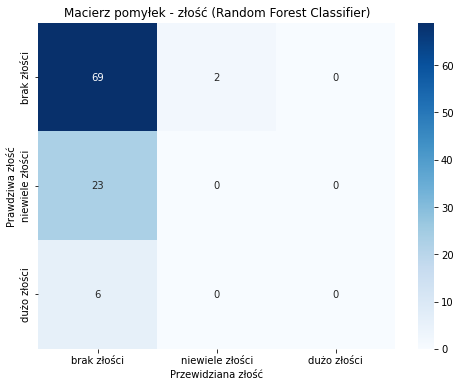 Macierz pomyłek - złość (Random Forest Classifier)
Prawdziwa złość
brak złości
niewiele złości
dużo złości
69 2 0
23 0 0
6 0 0
brak złości niewiele złości dużo złości
Przewidziana złość
60
50
40
30
20
10
0